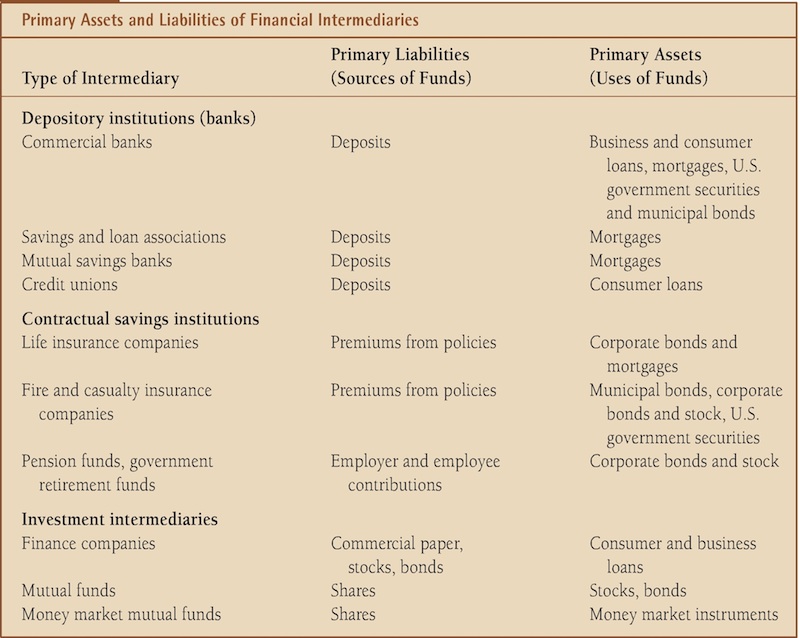 Primary Assets and Liabilities of Financial Intermediaries
Type of Intermediary Primary Liabilities (Sources of Funds) Primary Assets (Uses of Funds)
Depository institutions (banks)
Commercial banks Deposits Business and consumer
loans, mortgages, U.S.
government securities
and municipal bonds
Savings and loan associations Deposits Mortgages
Mutual savings banks Deposits Mortgages
Credit unions Deposits Consumer loans
Contractual savings institutions
Life insurance companies Premiums from policies Corporate bonds and
mortgages
Fire and casualty insurance Premiums from policies Municipal bonds, corporate
companies bonds and stock, U.S.
government securities
Pension funds, government Employer and employee Corporate bonds and stock
retirement funds contributions
Investment intermediaries
Finance companies Commercial paper, Consumer and business
stocks, bonds loans
Mutual funds Shares Stocks, bonds
Money market mutual funds Shares Money market instruments